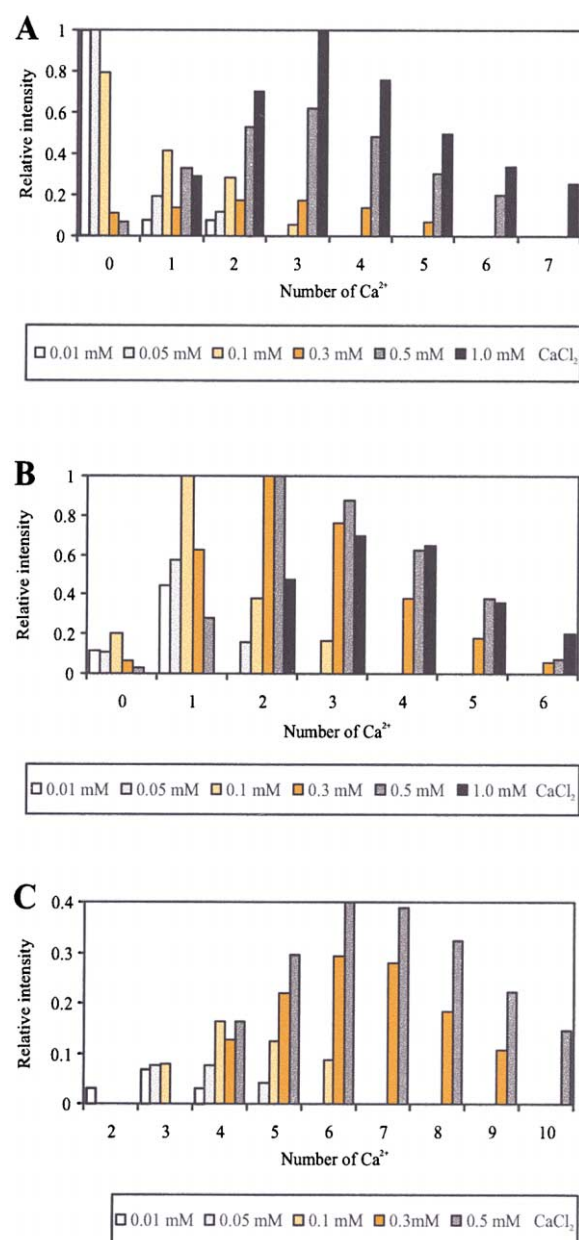 A
Relative intensity
1
0.8
0.6
0.4
0.2
0
0 1 2 3 4 5 6 7
Number of Ca²⁺
0.01 mM 0.05 mM 0.1 mM 0.3 mM 0.5 mM 1.0 mM CaCl₂
B
Relative intensity
1
0.8
0.6
0.4
0.2
0
0 1 2 3 4 5 6
Number of Ca²⁺
0.01 mM 0.05 mM 0.1 mM 0.3 mM 0.5 mM 1.0 mM CaCl₂
C
Relative intensity
0.4
0.3
0.2
0.1
0
2 3 4 5 6 7 8 9 10
Number of Ca²⁺
0.01 mM 0.05 mM 0.1 mM 0.3mM 0.5 mM CaCl₂